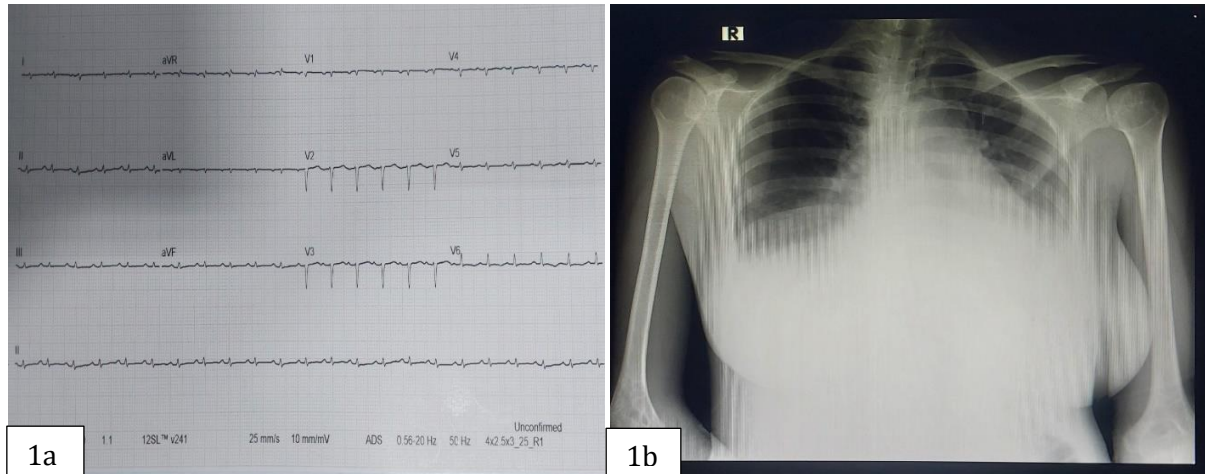 I aVR V1 V4
II aVL V2 V5
III aVF V3 V6
II
Unconfirmed
1.1 12SL™ v241 25 mm/s 10 mm/mV ADS 0.56-20 Hz 50 Hz 4x2.5x3_25_R1
1a
R
1b